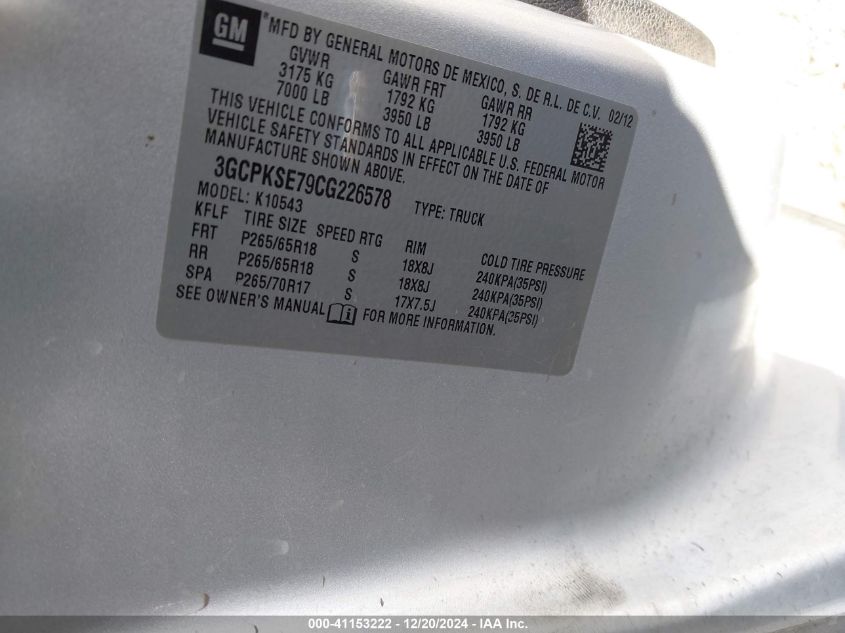 GM
®MFD BY GENERAL MOTORS DE MEXICO, S. DE R.L. DE C.V. 02/12
GVWR GAWR FRT GAWR RR
3175 KG 1792 KG 1792 KG
7000 LB 3950 LB 3950 LB
THIS VEHICLE CONFORMS TO ALL APPLICABLE U.S. FEDERAL MOTOR
VEHICLE SAFETY STANDARDS IN EFFECT ON THE DATE OF
MANUFACTURE SHOWN ABOVE.
3GCPKSE79CG226578 TYPE: TRUCK
MODEL: K10543
KFLF TIRE SIZE SPEED RTG RIM COLD TIRE PRESSURE
FRT P265/65R18 S 18X8J 240KPA(35PSI)
RR P265/65R18 S 18X8J 240KPA(35PSI)
SPA P265/70R17 S 17X7.5J 240KPA(35PSI)
SEE OWNER'S MANUAL FOR MORE INFORMATION.
000-41153222 - 12/20/2024 - IAA Inc.